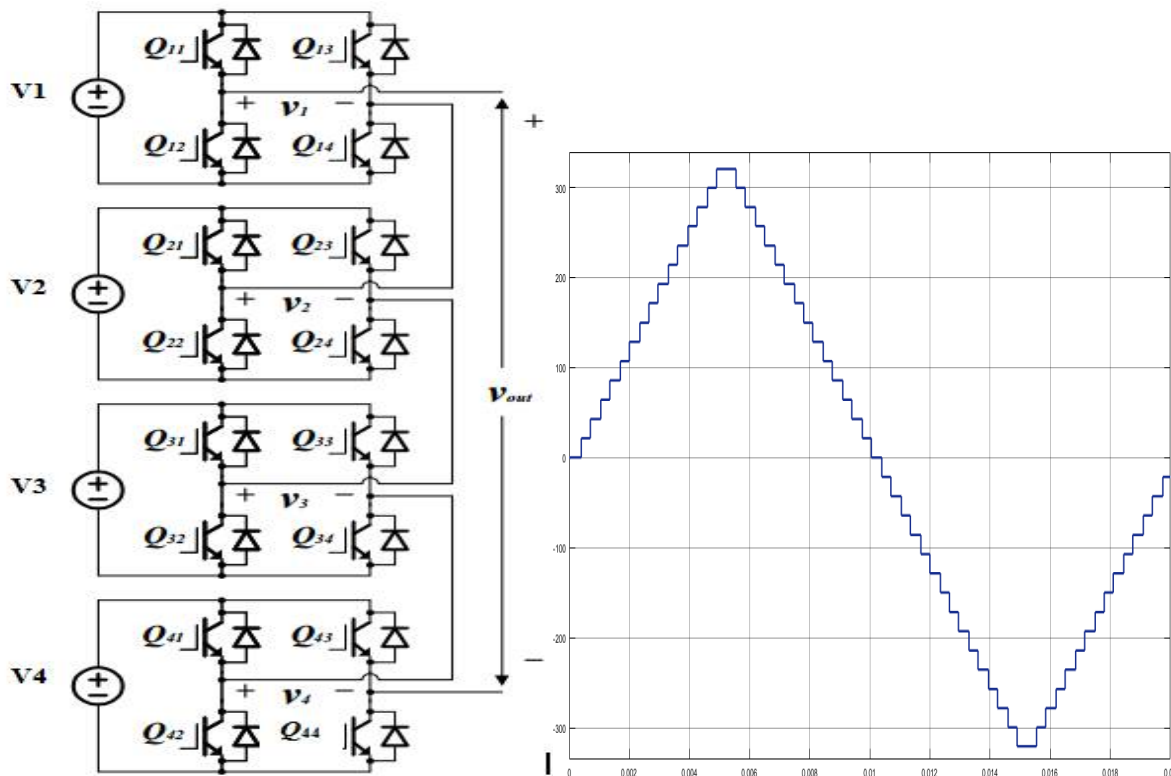 Q11
Q13
V1
+ v1 −
Q12
Q14
+
Q21
Q23
V2
+ v2 −
Q22
Q24
vout
Q31
Q33
V3
+ v3 −
Q32
Q34
Q41
Q43
−
V4
+ v4 −
Q42
Q44
300
200
100
0
-100
-200
-300
0 0.002 0.004 0.006 0.008 0.01 0.012 0.014 0.016 0.018